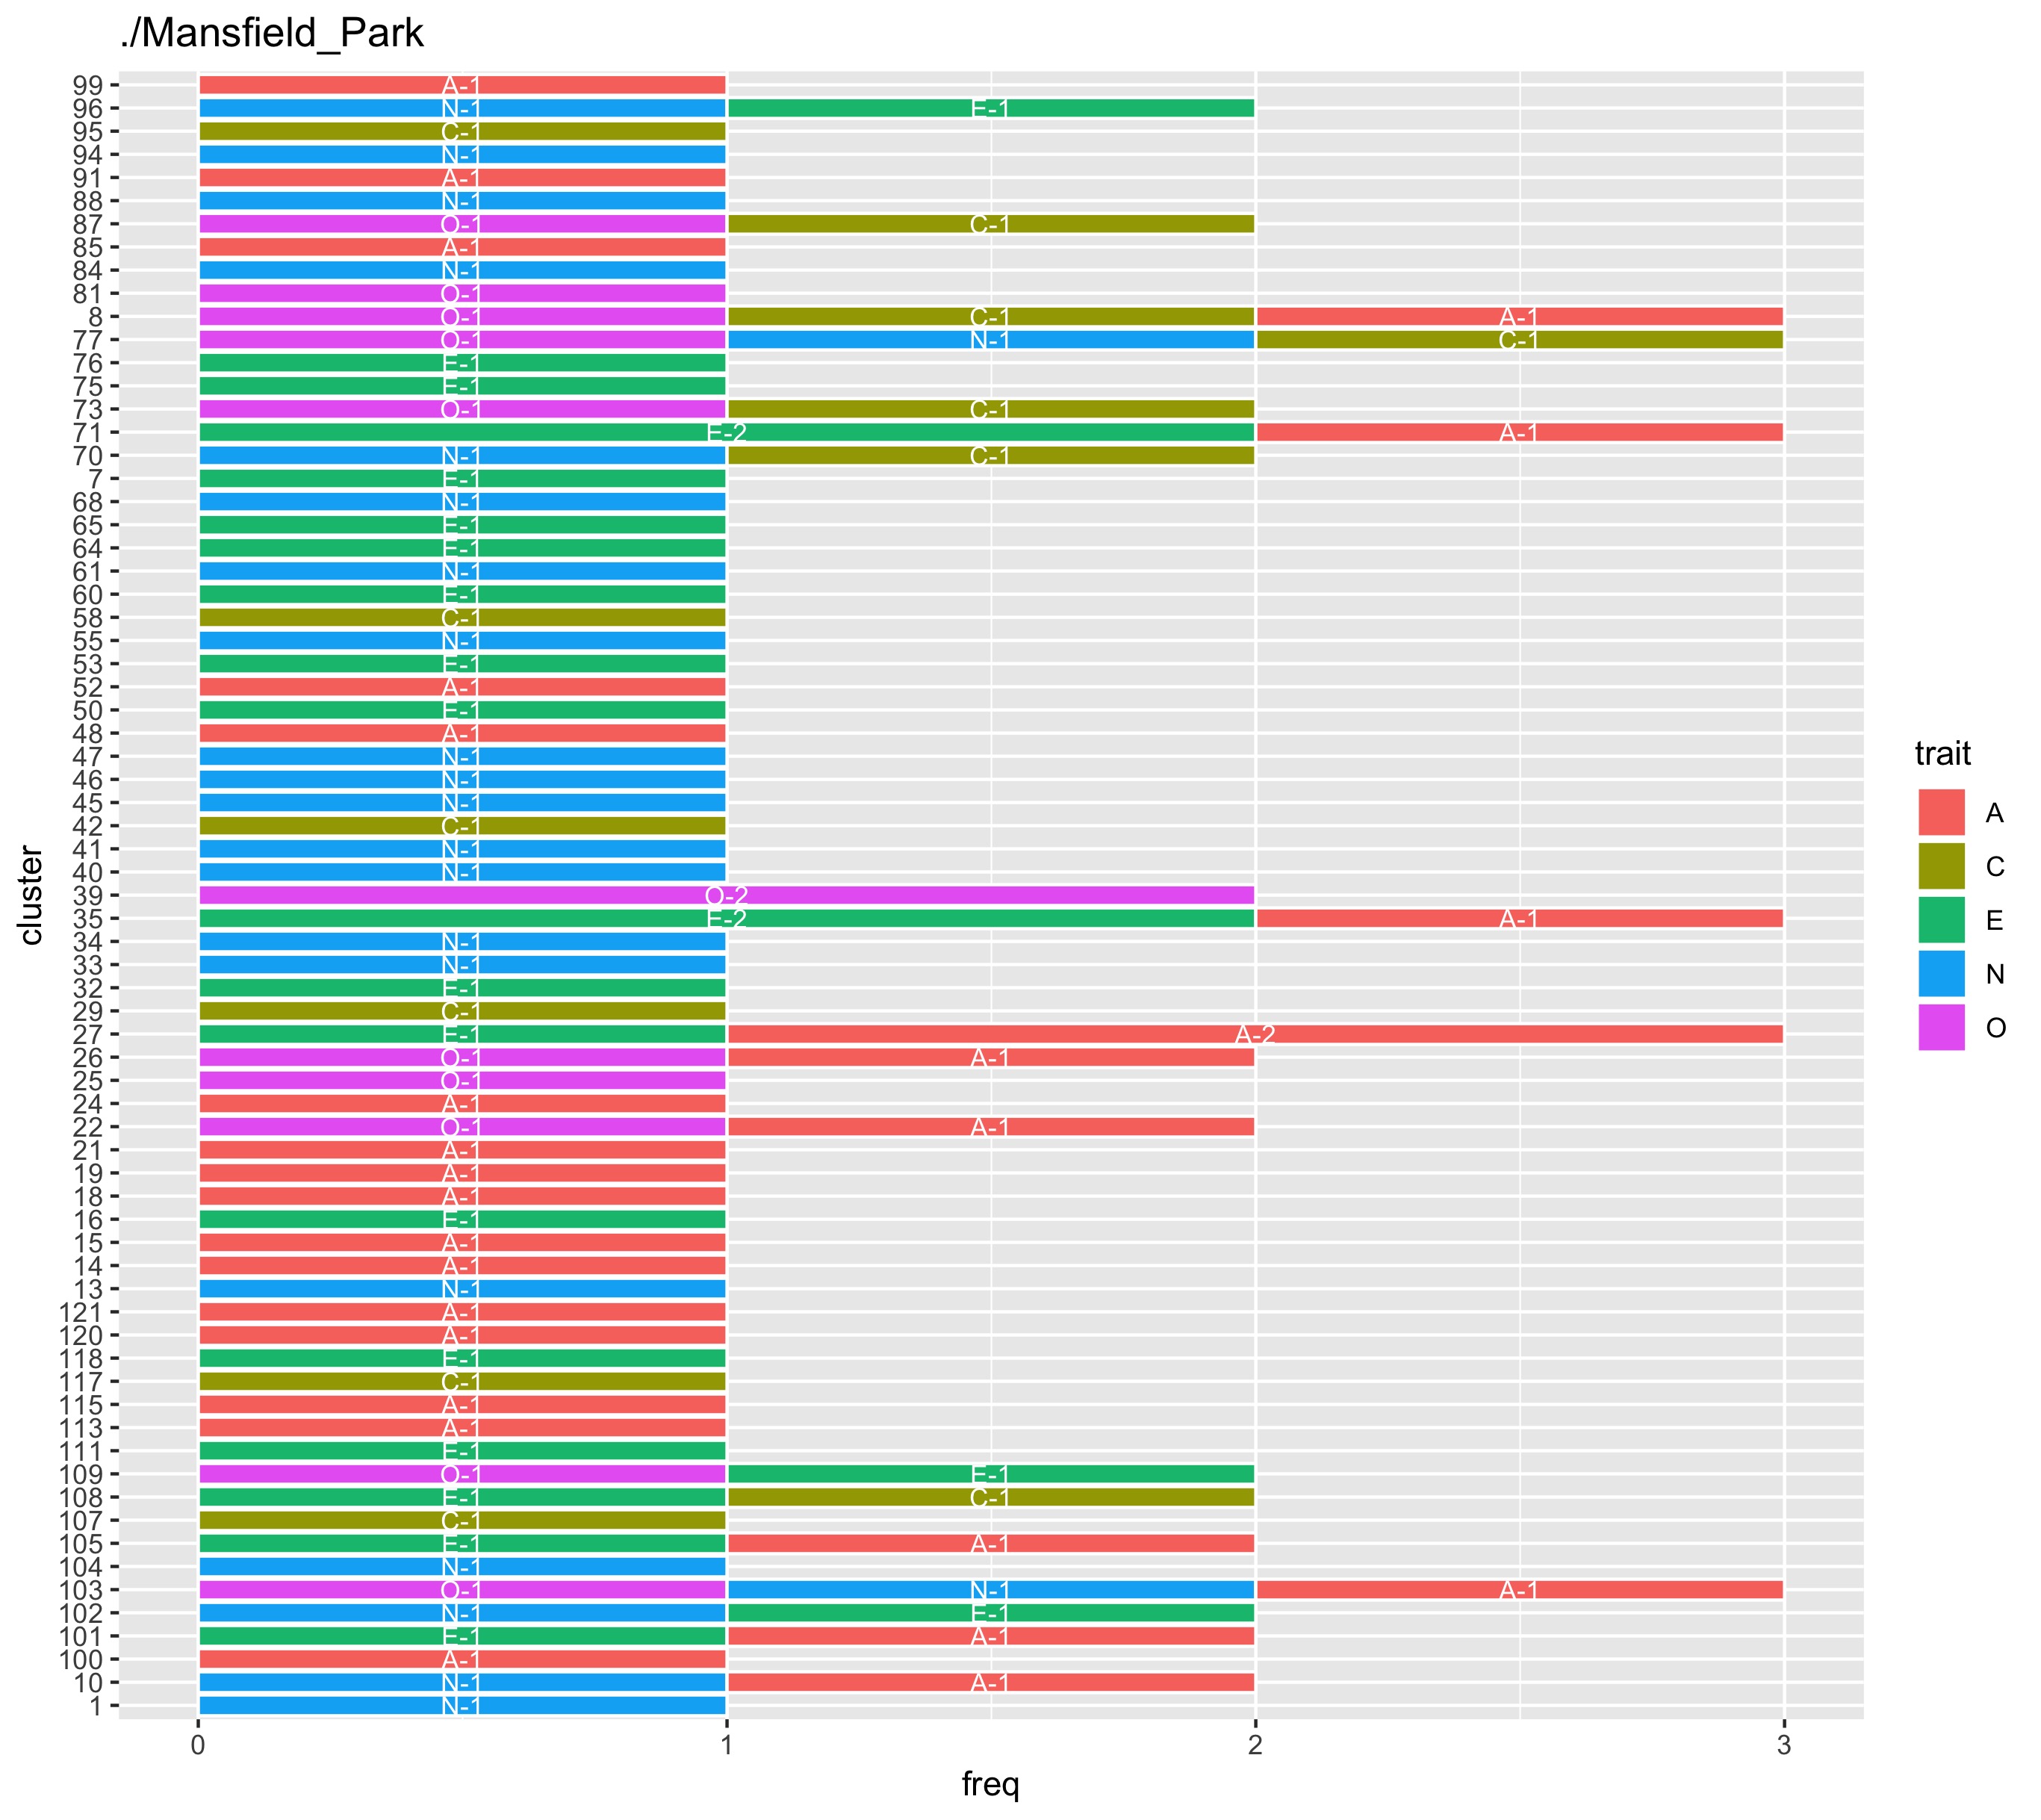 ./Mansfield_Park
99 A-1
96 N-1 E-1
95 C-1
94 N-1
91 A-1
88 N-1
87 O-1 C-1
85 A-1
84 N-1
81 O-1
8 O-1 C-1 A-1
77 O-1 N-1 C-1
76 E-1
75 E-1
73 O-1 C-1
71 E-2 A-1
70 N-1 C-1
7 E-1
68 N-1
65 E-1
64 E-1
61 N-1
60 E-1
58 C-1
55 N-1
53 E-1
52 A-1
50 E-1
48 A-1
47 N-1
46 N-1
45 N-1
42 C-1
41 N-1
40 N-1
39 O-2
35 E-2 A-1
34 N-1
33 N-1
32 E-1
29 C-1
27 E-1 A-2
26 O-1 A-1
25 O-1
24 A-1
22 O-1 A-1
21 A-1
19 A-1
18 A-1
16 E-1
15 A-1
14 A-1
13 N-1
121 A-1
120 A-1
118 E-1
117 C-1
115 A-1
113 A-1
111 E-1
109 O-1 E-1
108 E-1 C-1
107 C-1
105 E-1 A-1
104 N-1
103 O-1 N-1 A-1
102 N-1 E-1
101 E-1 A-1
100 A-1
10 N-1 A-1
1 N-1
0 1 2 3
freq
cluster
trait
A
C
E
N
O